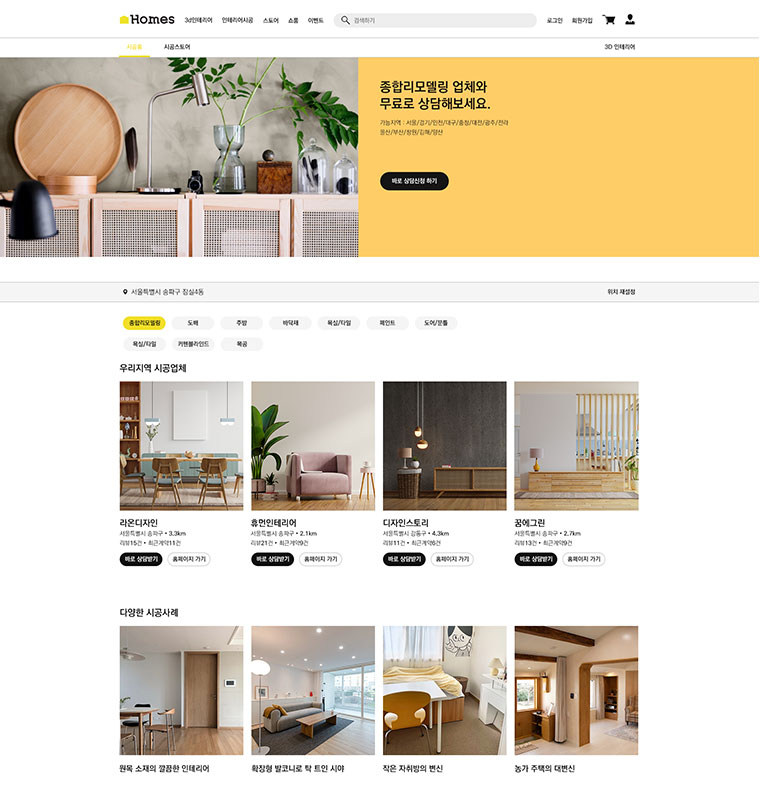 Homes 3d인테리어 인테리어시공 스토어 쇼룸 이벤트 검색하기 로그인 회원가입
시공홈 시공스토어 3D 인테리어
종합리모델링 업체와
무료로 상담해보세요.
가능지역 : 서울/경기/인천/대구/충청/대전/광주/전라
울산/부산/창원/김해/양산
바로 상담신청 하기
서울특별시 송파구 잠실4동 위치 재설정
종합리모델링 도배 주방 바닥재 욕실/타일 페인트 도어/문틀
욕실/타일 커텐블라인드 목공
우리지역 시공업체
라온디자인 휴먼인테리어 디자인스토리 꿈에그린
서울특별시 송파구 • 3.3km 서울특별시 송파구 • 2.1km 서울특별시 강동구 • 4.3km 서울특별시 송파구 • 2.7km
리뷰15건 • 최근계약11건 리뷰21건 • 최근계약9건 리뷰11건 • 최근계약6건 리뷰13건 • 최근계약9건
바로 상담받기 홈페이지 가기 바로 상담받기 홈페이지 가기 바로 상담받기 홈페이지 가기 바로 상담받기 홈페이지 가기
다양한 시공사례
원목 소재의 깔끔한 인테리어 확장형 발코니로 탁 트인 시야 작은 자취방의 변신 농가 주택의 대변신